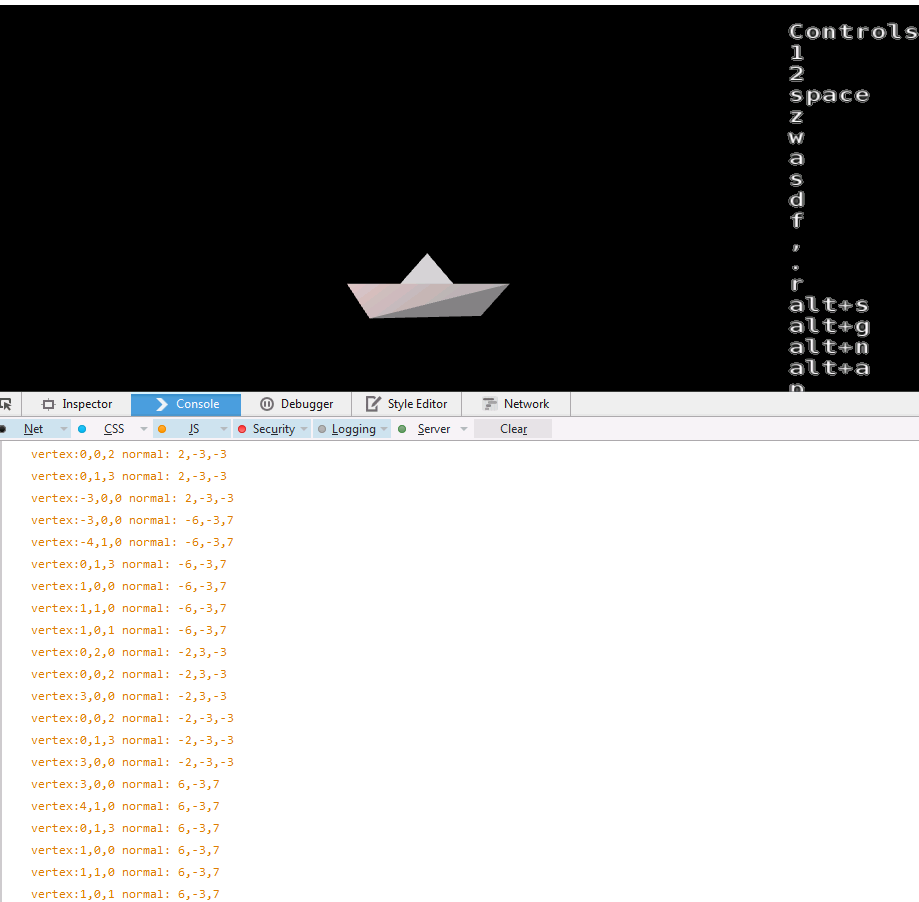 Controls
1
2
space
z
w
a
s
d
f
,
.
r
alt+s
alt+g
alt+n
alt+a
Inspector Console Debugger Style Editor Network
Net CSS JS Security Logging Server Clear
vertex:0,0,2 normal: 2,-3,-3
vertex:0,1,3 normal: 2,-3,-3
vertex:-3,0,0 normal: 2,-3,-3
vertex:-3,0,0 normal: -6,-3,7
vertex:-4,1,0 normal: -6,-3,7
vertex:0,1,3 normal: -6,-3,7
vertex:1,0,0 normal: -6,-3,7
vertex:1,1,0 normal: -6,-3,7
vertex:1,0,1 normal: -6,-3,7
vertex:0,2,0 normal: -2,3,-3
vertex:0,0,2 normal: -2,3,-3
vertex:3,0,0 normal: -2,3,-3
vertex:0,0,2 normal: -2,-3,-3
vertex:0,1,3 normal: -2,-3,-3
vertex:3,0,0 normal: -2,-3,-3
vertex:3,0,0 normal: 6,-3,7
vertex:4,1,0 normal: 6,-3,7
vertex:0,1,3 normal: 6,-3,7
vertex:1,0,0 normal: 6,-3,7
vertex:1,1,0 normal: 6,-3,7
vertex:1,0,1 normal: 6,-3,7